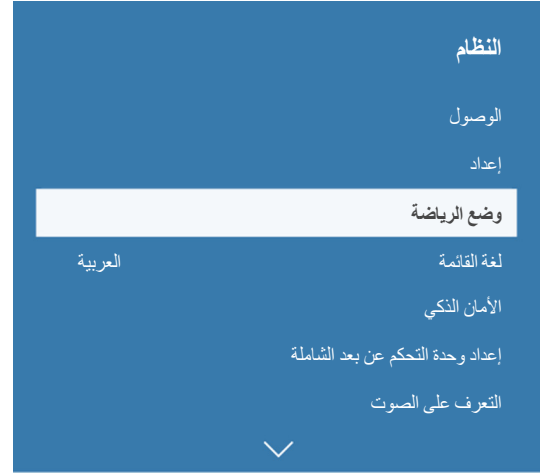 النظام
الوصول
إعداد
وضع الرياضة
لغة القائمة العربية
الأمان الذكي
إعداد وحدة التحكم عن بعد الشاملة
التعرف على الصوت